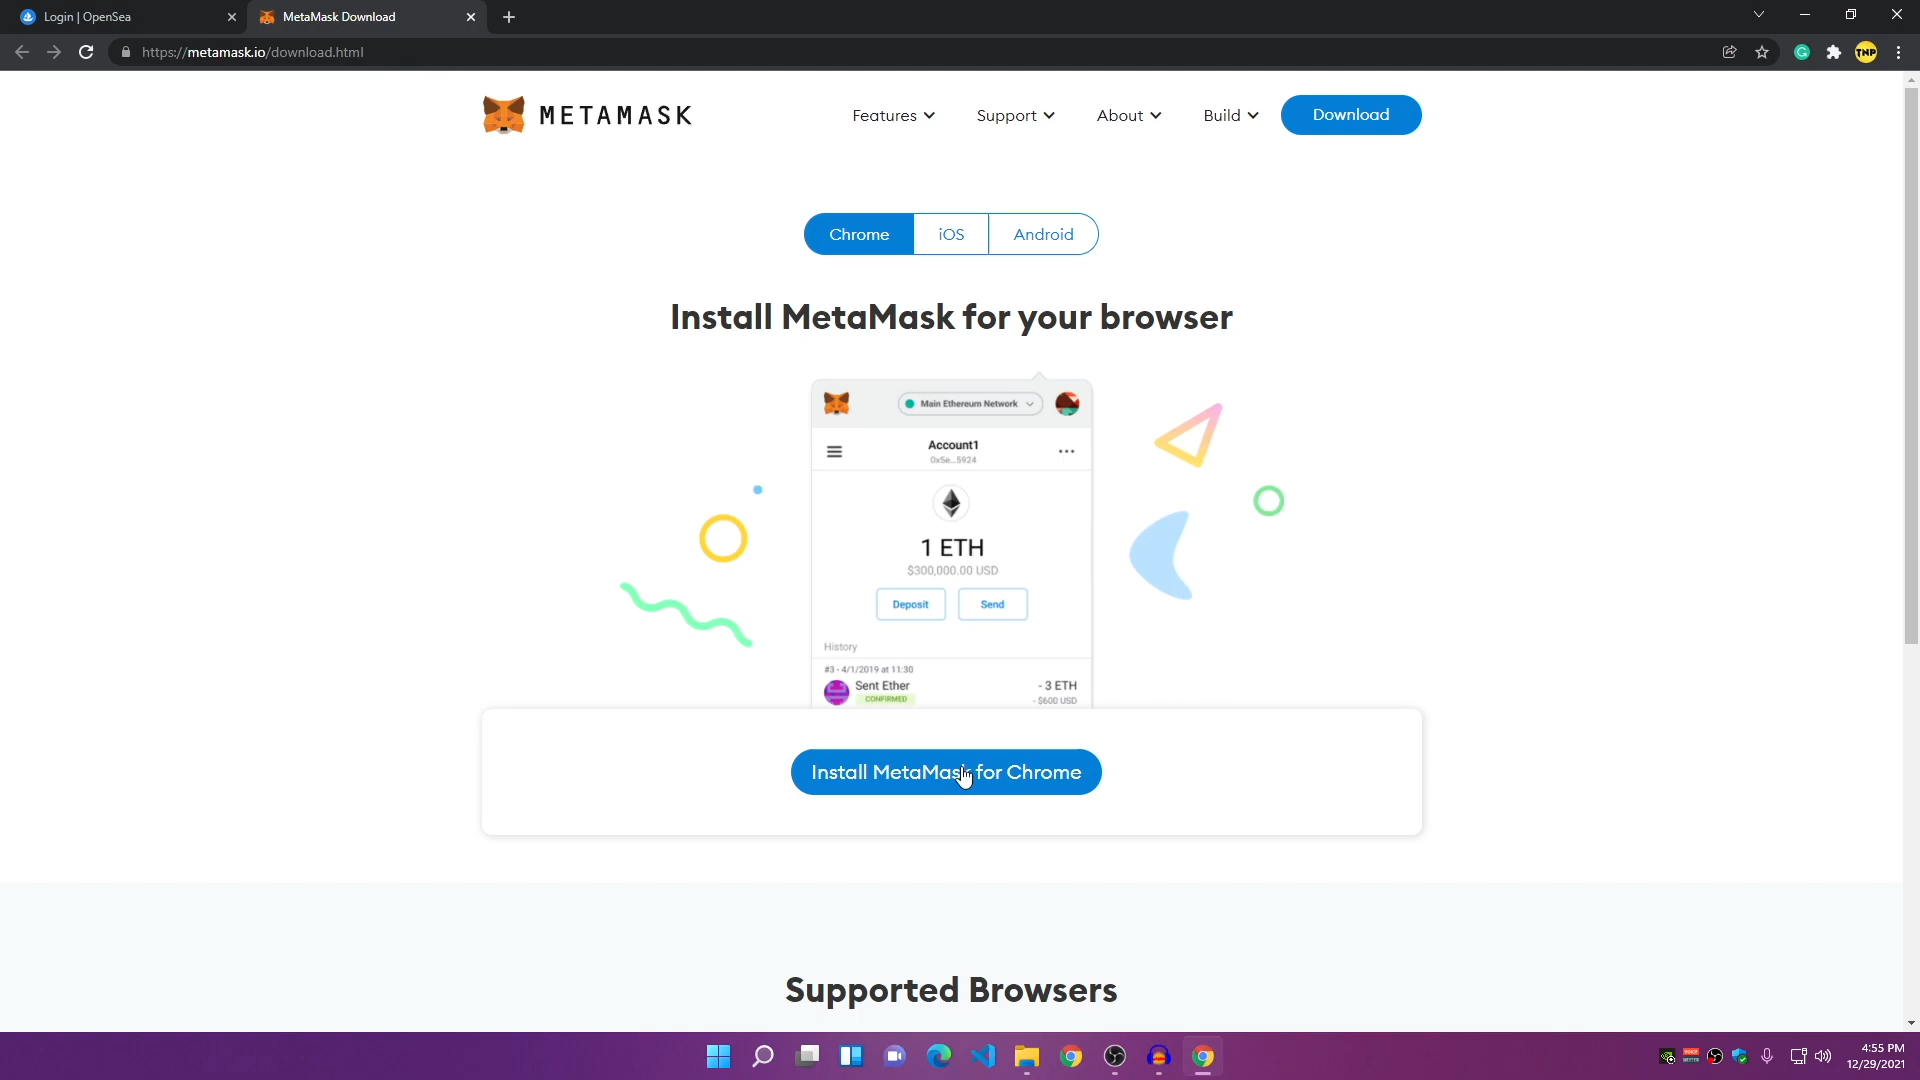 Login | OpenSea
MetaMask Download
https://metamask.io/download.html
TNP
METAMASK
Features
Support
About
Build
Download
Chrome
iOS
Android
Install MetaMask for your browser
Main Ethereum Network
Account1
0x5e...5924
1 ETH
$300,000.00 USD
Deposit
Send
History
#3 - 4/1/2019 at 11:30
Sent Ether
- 3 ETH
CONFIRMED
- $600 USD
Install MetaMask for Chrome
Supported Browsers
4:55 PM
12/29/2021